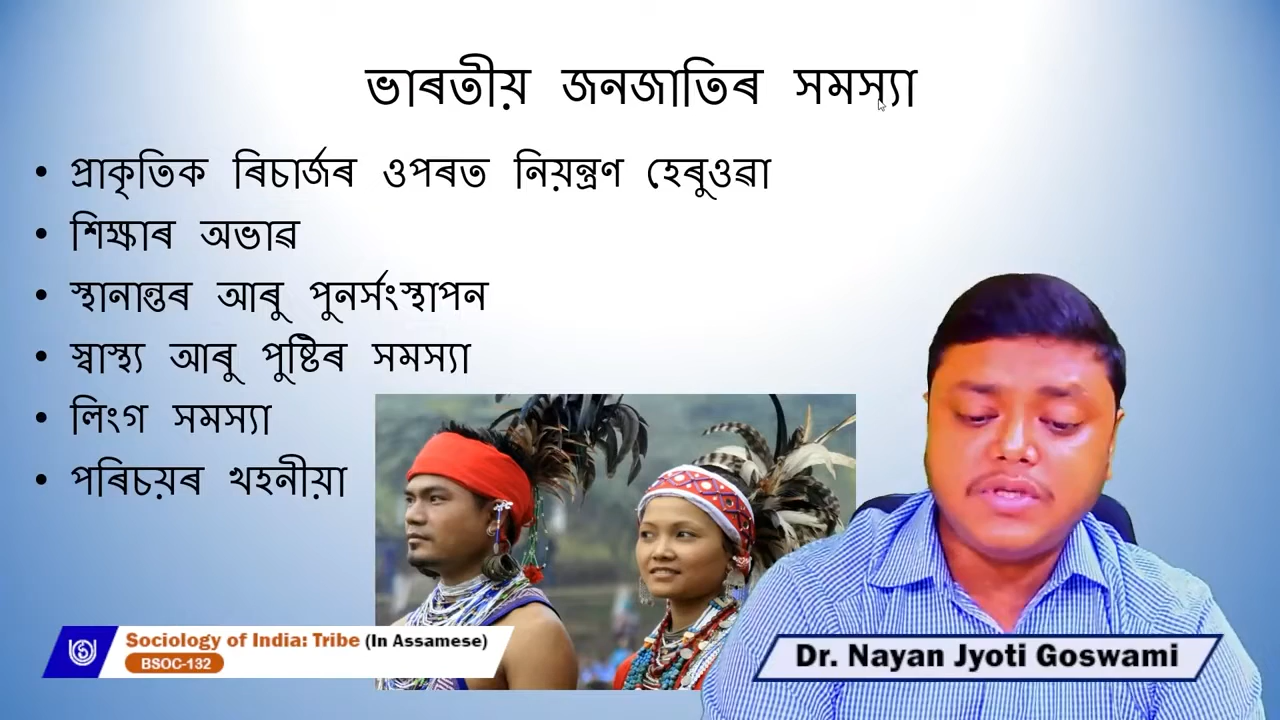 ভাৰতীয় জনজাতিৰ সমস্যা
• প্ৰাকৃতিক ৰিচাৰ্জৰ ওপৰত নিয়ন্ত্ৰণ হেৰুওৱা
• শিক্ষাৰ অভাৱ
• স্থানান্তৰ আৰু পুনৰ্সংস্থাপন
• স্বাস্থ্য আৰু পুষ্টিৰ সমস্যা
• লিংগ সমস্যা
• পৰিচয়ৰ খহনীয়া
Sociology of India: Tribe (In Assamese)
BSOC-132
Dr. Nayan Jyoti Goswami